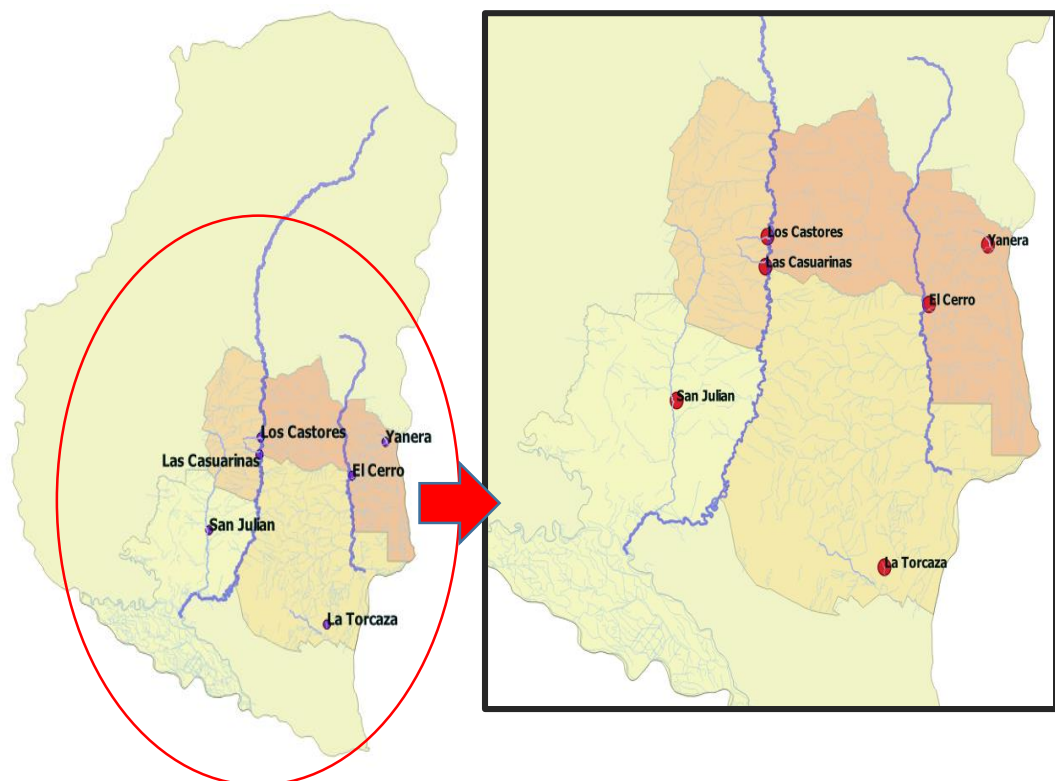 Los Castores
Yanera
Las Casuarinas
El Cerro
San Julian
La Torcaza
Los Castores
Yanera
Las Casuarinas
El Cerro
San Julian
La Torcaza